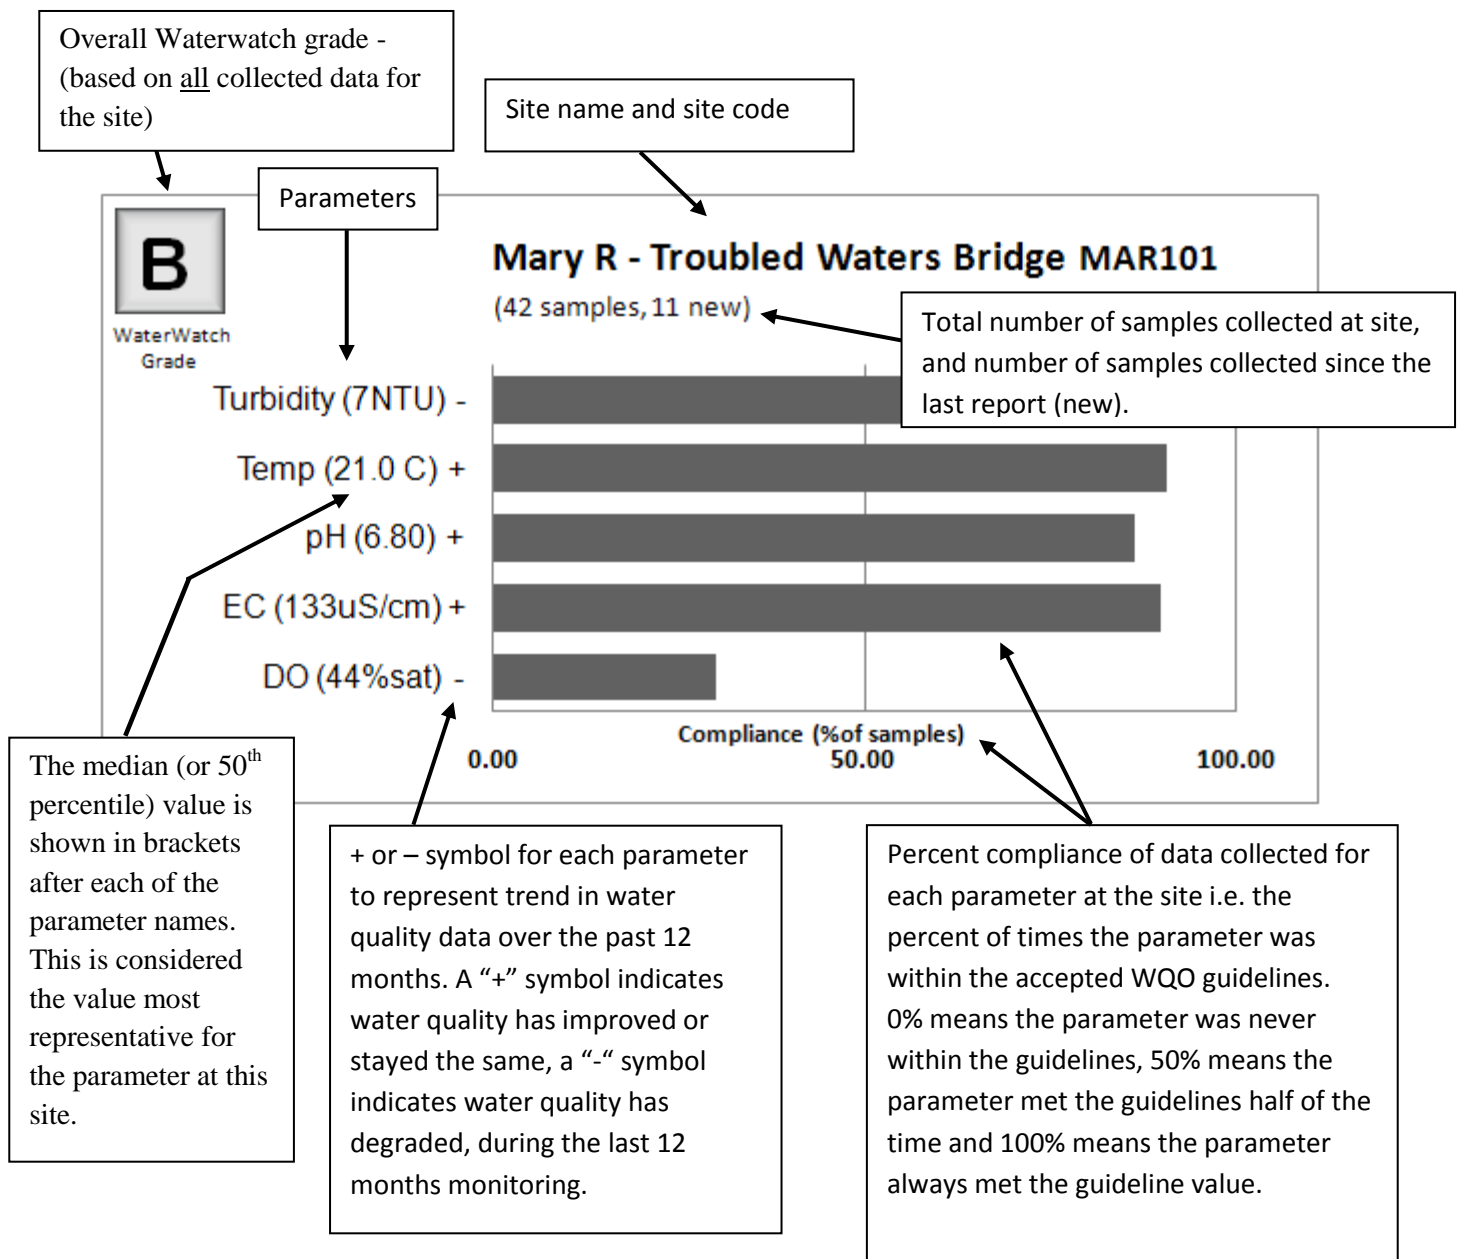 Overall Waterwatch grade -
(based on all collected data for
the site)
Site name and site code
Parameters
B
WaterWatch
Grade
Mary R - Troubled Waters Bridge MAR101
(42 samples, 11 new)
Total number of samples collected at site,
and number of samples collected since the
last report (new).
Turbidity (7NTU) -
Temp (21.0 C) +
pH (6.80) +
EC (133uS/cm) +
DO (44%sat) -
Compliance (%of samples)
0.00 50.00 100.00
The median (or 50th
percentile) value is
shown in brackets
after each of the
parameter names.
This is considered
the value most
representative for
the parameter at this
site.
+ or – symbol for each parameter
to represent trend in water
quality data over the past 12
months. A “+” symbol indicates
water quality has improved or
stayed the same, a “-“ symbol
indicates water quality has
degraded, during the last 12
months monitoring.
Percent compliance of data collected for
each parameter at the site i.e. the
percent of times the parameter was
within the accepted WQO guidelines.
0% means the parameter was never
within the guidelines, 50% means the
parameter met the guidelines half of the
time and 100% means the parameter
always met the guideline value.